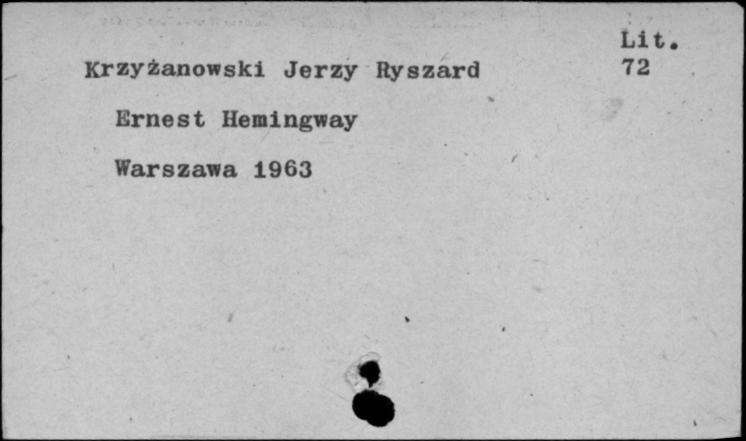 Lit.
Krzyżanowski Jerzy Ryszard 72
Ernest Hemingway
Warszawa 1963